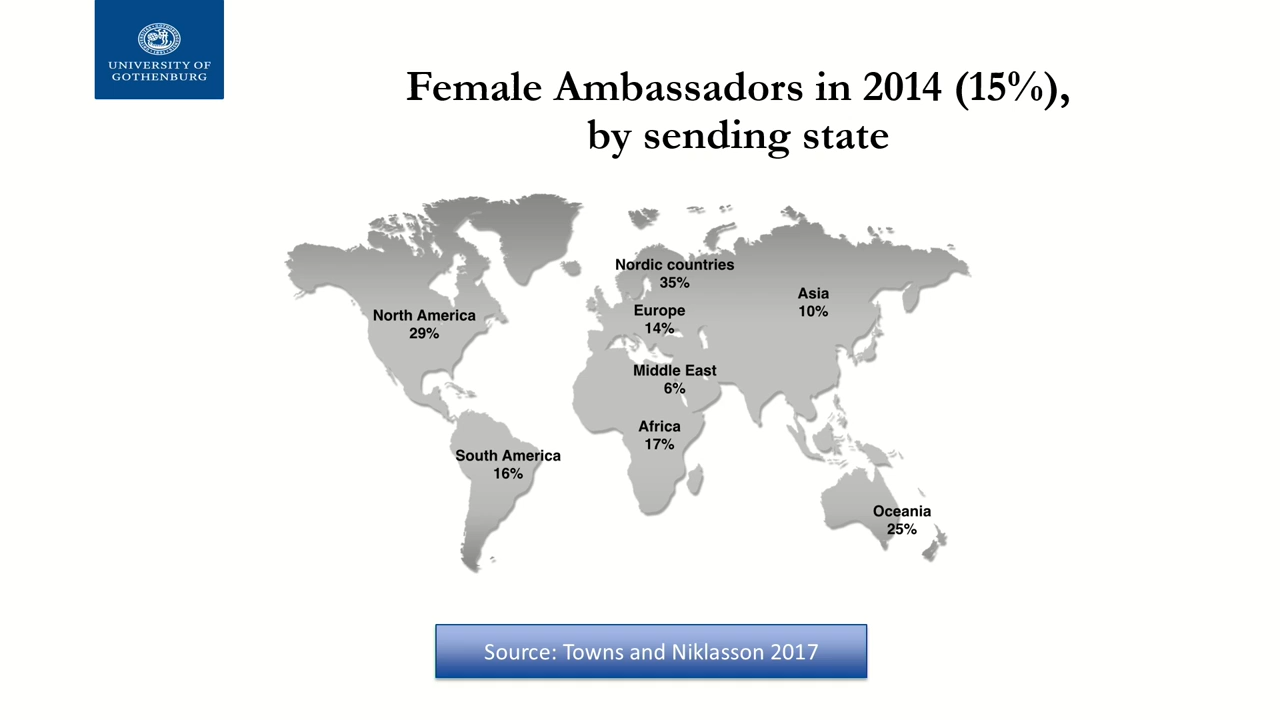 UNIVERSITY OF
GOTHENBURG
Female Ambassadors in 2014 (15%),
by sending state
Nordic countries
35%
Asia
10%
Europe
14%
North America
29%
Middle East
6%
Africa
17%
South America
16%
Oceania
25%
Source: Towns and Niklasson 2017